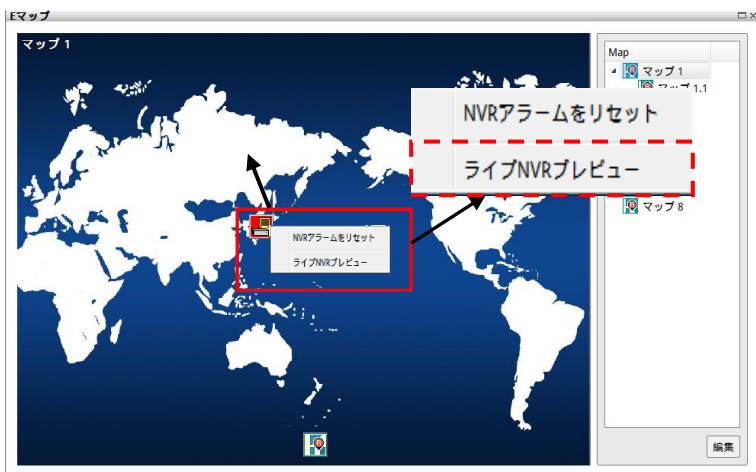 Eマップ
マップ 1
Map
マップ 1
マップ 1.1
NVRアラームをリセット
ライブNVRプレビュー
マップ 8
NVRアラームをリセット
ライブNVRプレビュー
編集